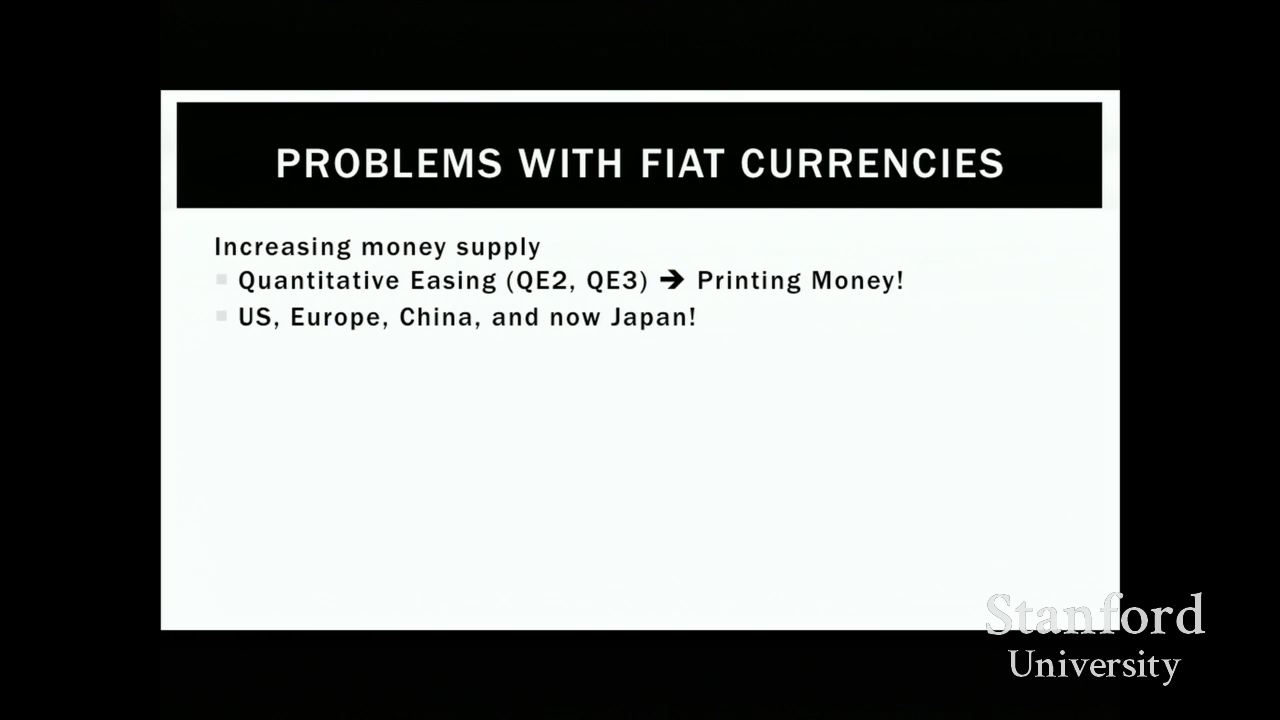 PROBLEMS WITH FIAT CURRENCIES
Increasing money supply
Quantitative Easing (QE2, QE3) ➔ Printing Money!
US, Europe, China, and now Japan!
Stanford
University